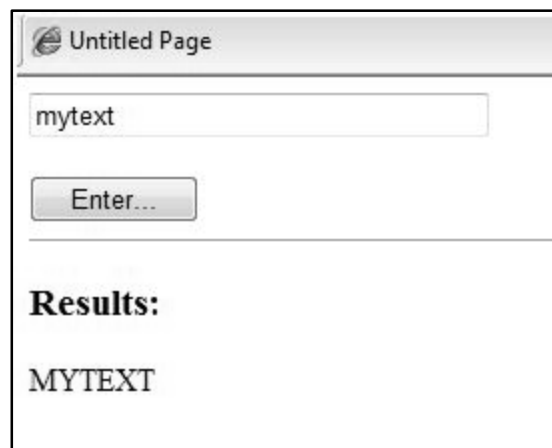 Untitled Page
mytext
Enter...
Results:
MYTEXT